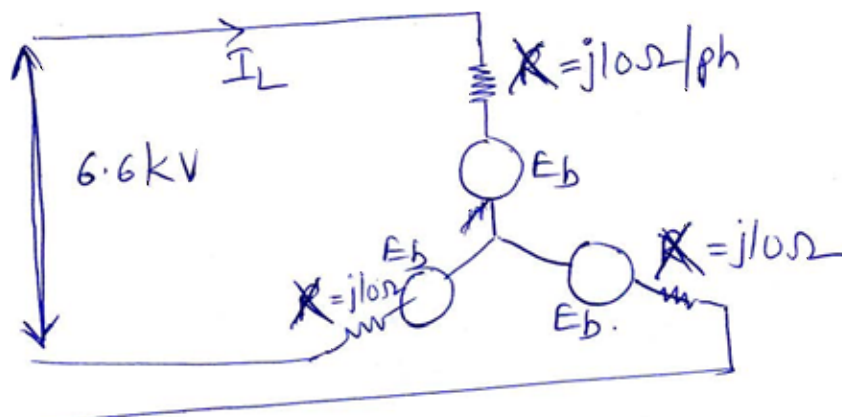 X = j10Ω/ph
I_L
6.6kV
E_b
E_b
X = j10Ω
X = j10Ω
E_b.